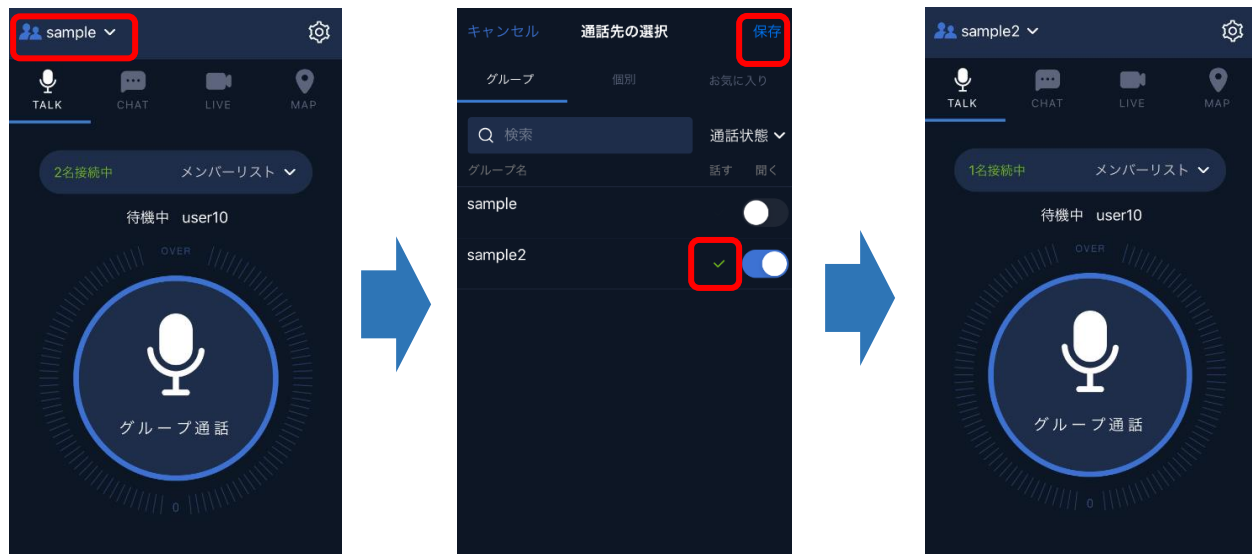 sample
TALK CHAT LIVE MAP
2名接続中 メンバーリスト
待機中 user10
OVER
グループ通話
0
キャンセル 通話先の選択 保存
グループ 個別 お気に入り
検索 通話状態
グループ名 話す 聞く
sample
sample2
sample2
TALK CHAT LIVE MAP
1名接続中 メンバーリスト
待機中 user10
OVER
グループ通話
0